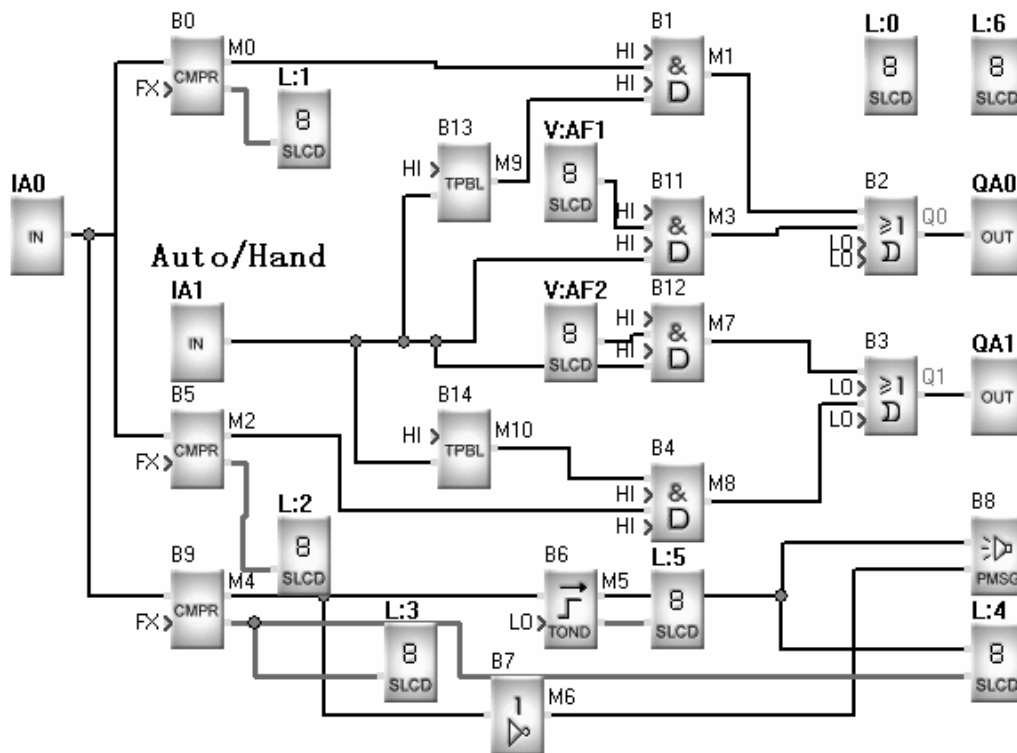 B0
B1
L:0
L:6
M0
HI
M1
CMPR
&
8
8
FX
L:1
HI
D
SLCD
SLCD
8
B13
V:AF1
SLCD
M9
HI
8
B11
IA0
TPBL
HI
M3
B2
QA0
SLCD
&
≥1
Q0
IN
HI
D
LO
OUT
Auto/Hand
LO
B12
IA1
V:AF2
HI
M7
8
&
B3
QA1
IN
HI
D
SLCD
≥1
Q1
B5
B14
LO
OUT
M2
HI
M10
B4
LO
CMPR
TPBL
M8
FX
HI
&
L:2
HI
D
B8
8
B9
B6
L:5
SLCD
M4
M5
PMSG
CMPR
L:3
8
L:4
FX
LO
TOND
SLCD
8
8
B7
SLCD
SLCD
M6
1